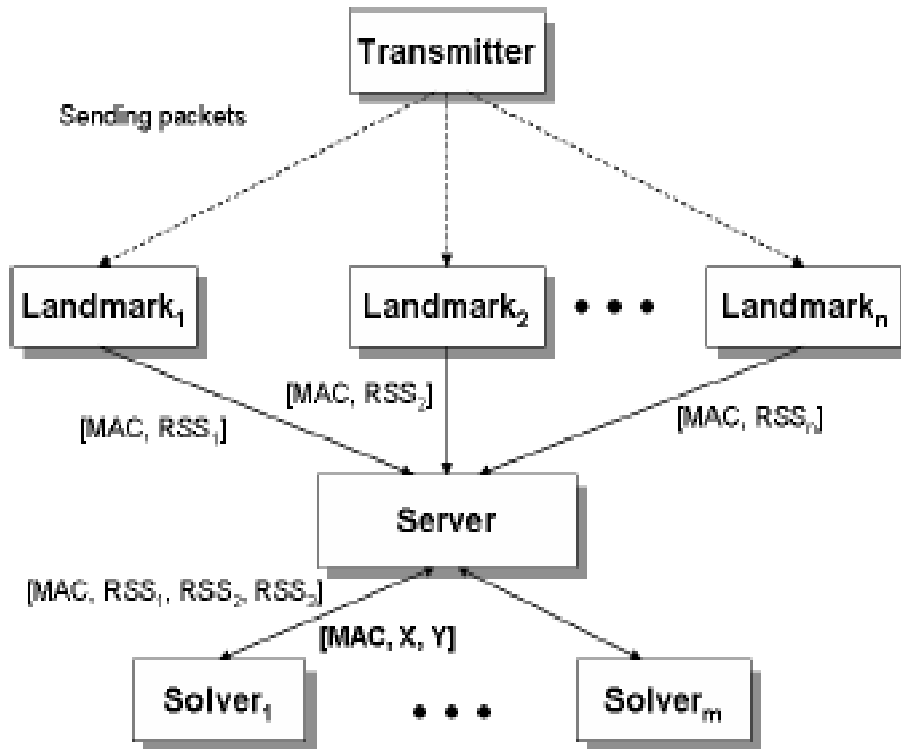 Transmitter
Sending packets
Landmark₁
Landmark₂
• • •
Landmarkₙ
[MAC, RSS₁]
[MAC, RSS₂]
[MAC, RSSₙ]
Server
[MAC, RSS₁, RSS₂, RSS₃]
[MAC, X, Y]
Solver₁
• • •
Solverₘ